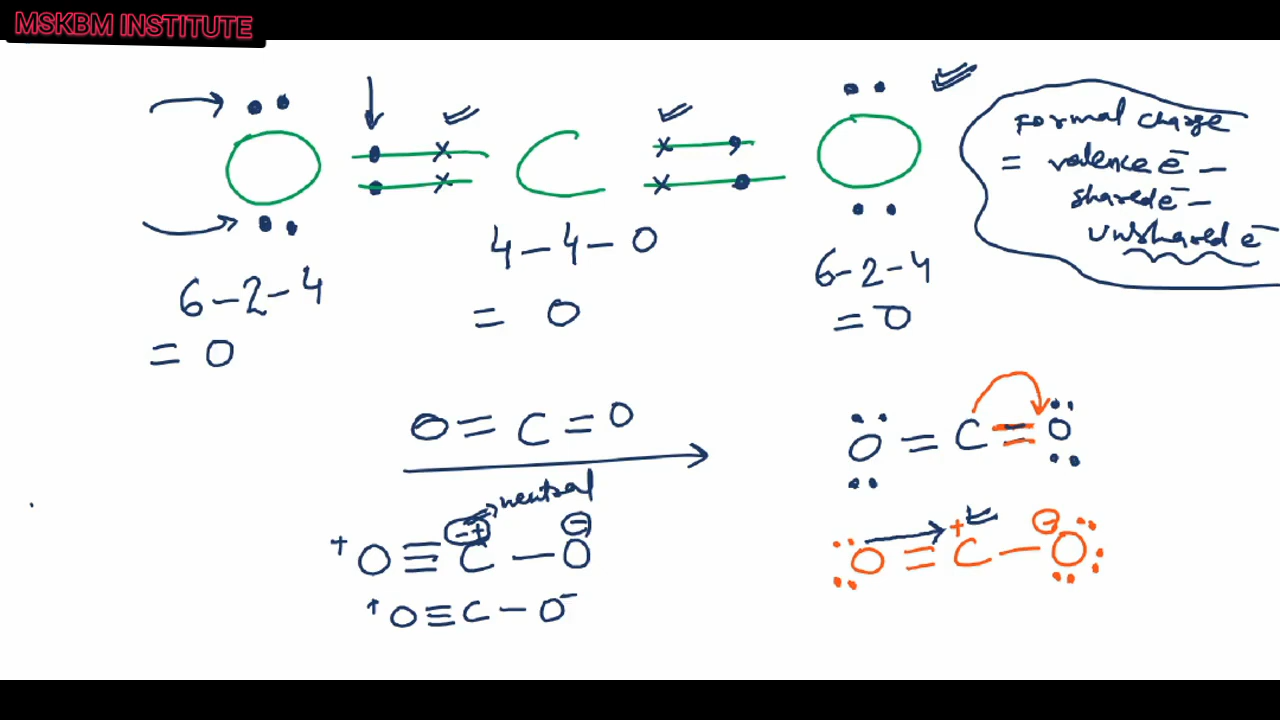 MSKBM INSTITUTE
O C O
Formal charge
= valence e⁻ –
shared e⁻ –
unshared e⁻
4 – 4 – 0
= 0
6 – 2 – 4
= 0
6 – 2 – 4
= 0
O = C = O
O = C = O
neutral
+ O ≡ C – O
– +
–
+ O ≡ C – O⁻
O = C – O
+
–